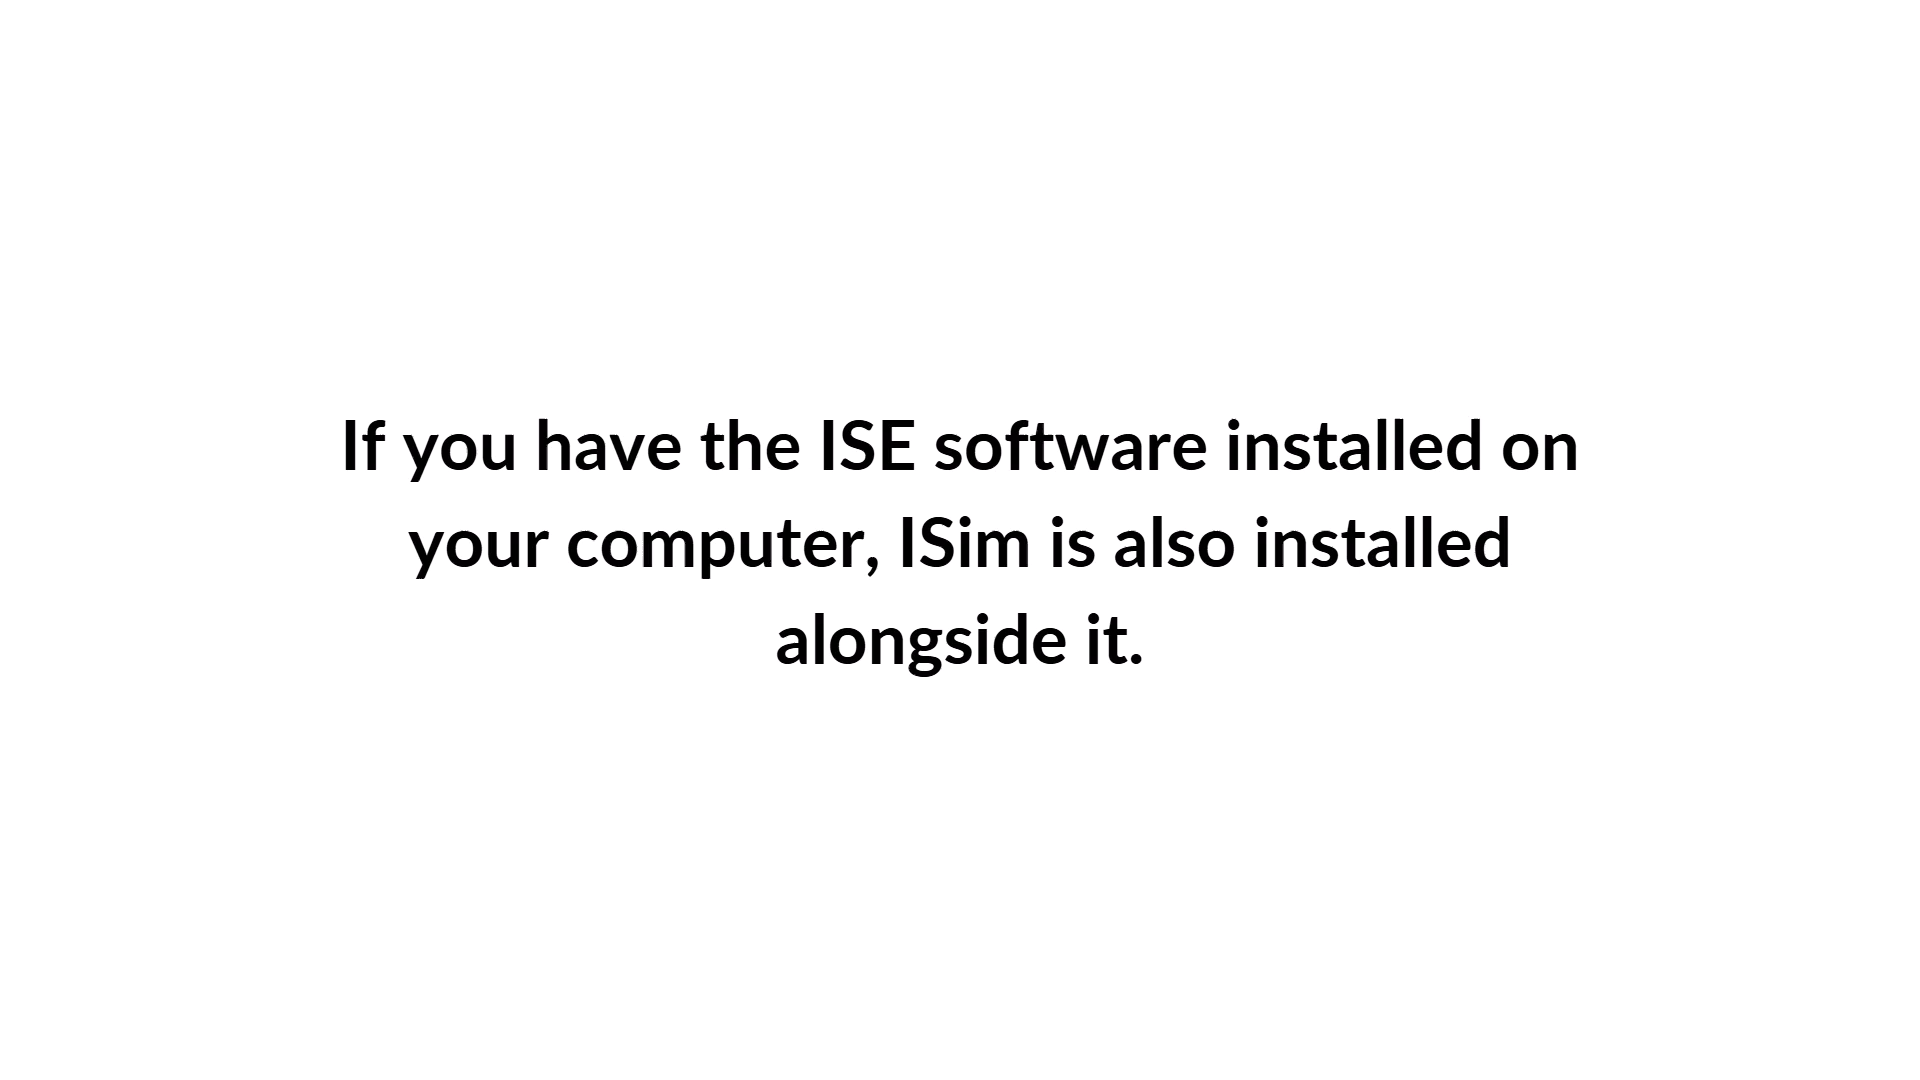 If you have the ISE software installed on
your computer, ISim is also installed
alongside it.